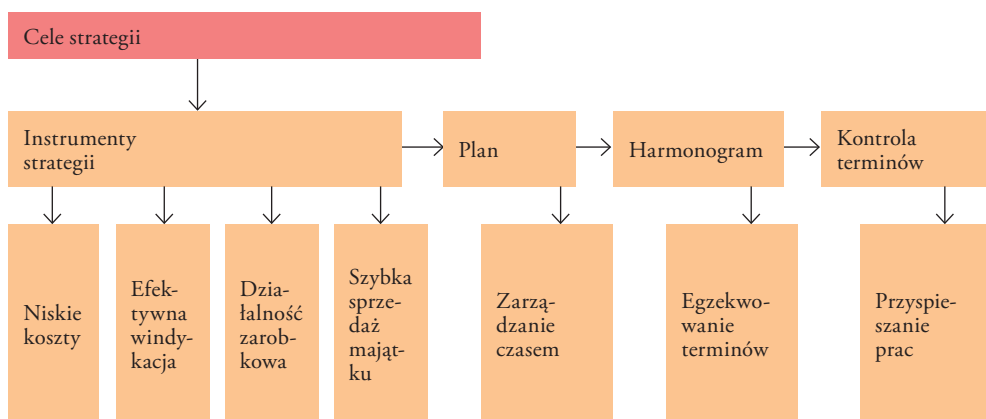 Cele strategii
Instrumenty
strategii
Plan
Harmonogram
Kontrola
terminów
Niskie
koszty
Efek-
tywna
windy-
kacja
Dzia-
łalność
zarob-
kowa
Szybka
sprze-
daż
mająt-
ku
Zarzą-
dzanie
czasem
Egzekwo-
wanie
terminów
Przyspie-
szanie
prac